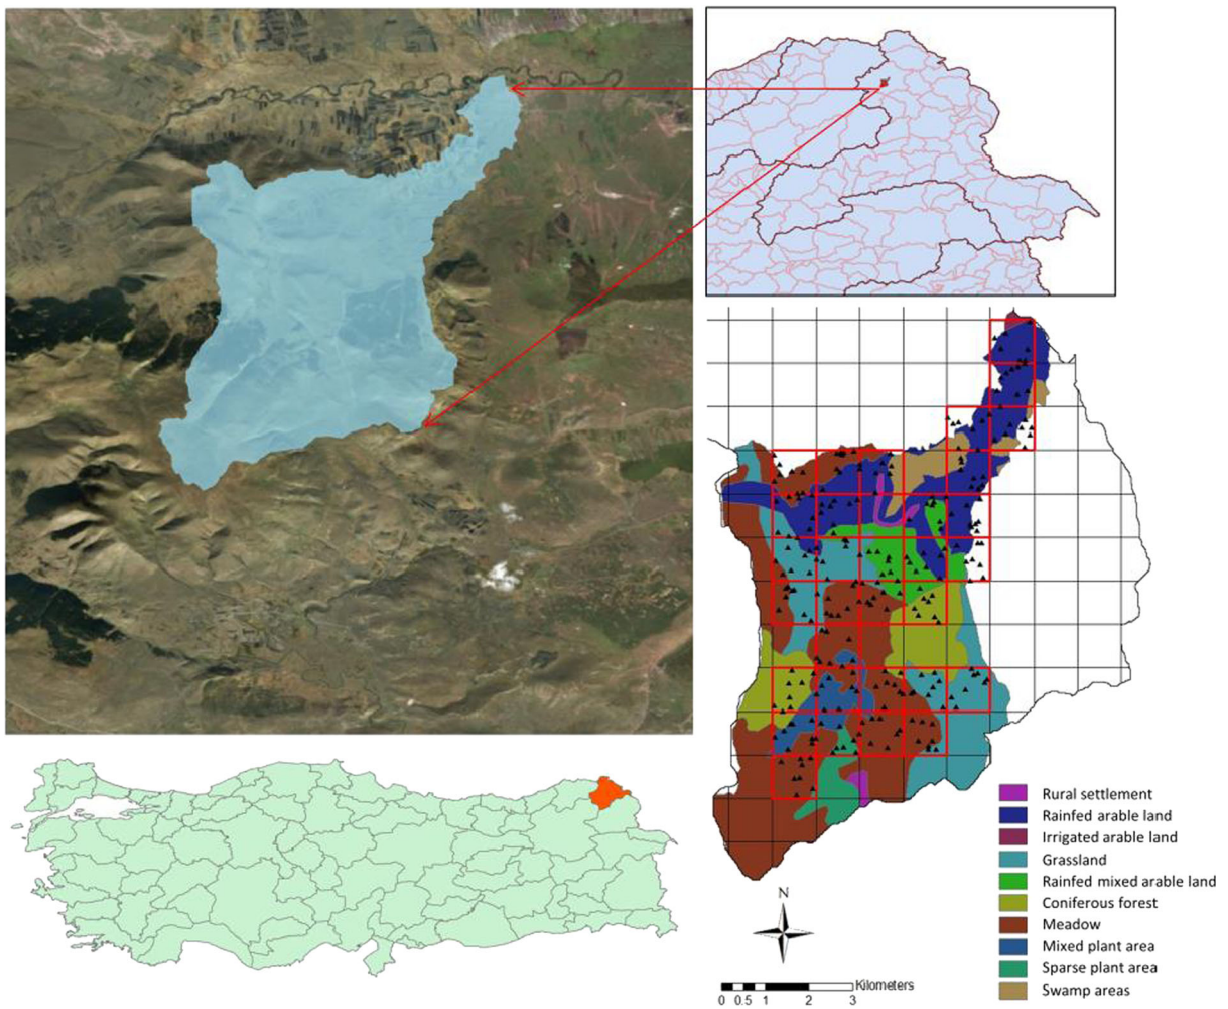 Rural settlement
Rainfed arable land
Irrigated arable land
Grassland
Rainfed mixed arable land
Coniferous forest
Meadow
Mixed plant area
Sparse plant area
Swamp areas
N
Kilometers
0 0.5 1 2 3